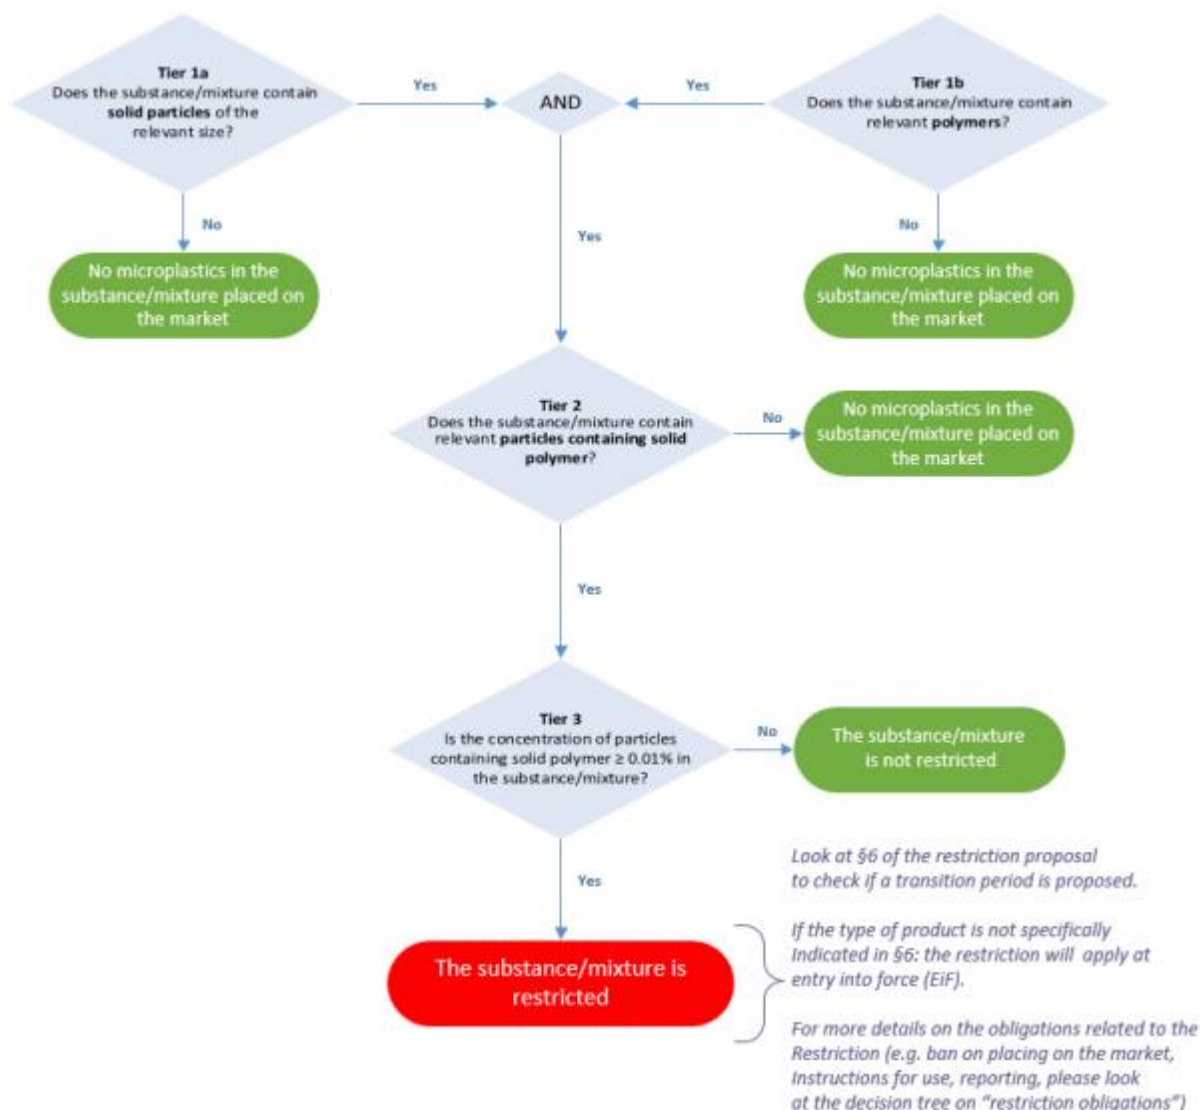 Tier 1a
Does the substance/mixture contain
solid particles of the
relevant size?
Yes
AND
Yes
Tier 1b
Does the substance/mixture contain
relevant polymers?
No
No microplastics in the
substance/mixture placed on
the market
Yes
No
No microplastics in the
substance/mixture placed on
the market
Tier 2
Does the substance/mixture contain
relevant particles containing solid
polymer?
No
No microplastics in the
substance/mixture placed on
the market
Yes
Tier 3
Is the concentration of particles
containing solid polymer ≥ 0.01% in
the substance/mixture?
No
The substance/mixture
is not restricted
Yes
The substance/mixture is
restricted
Look at §6 of the restriction proposal
to check if a transition period is proposed.
If the type of product is not specifically
Indicated in §6: the restriction will apply at
entry into force (EiF).
For more details on the obligations related to the
Restriction (e.g. ban on placing on the market,
Instructions for use, reporting, please look
at the decision tree on "restriction obligations")